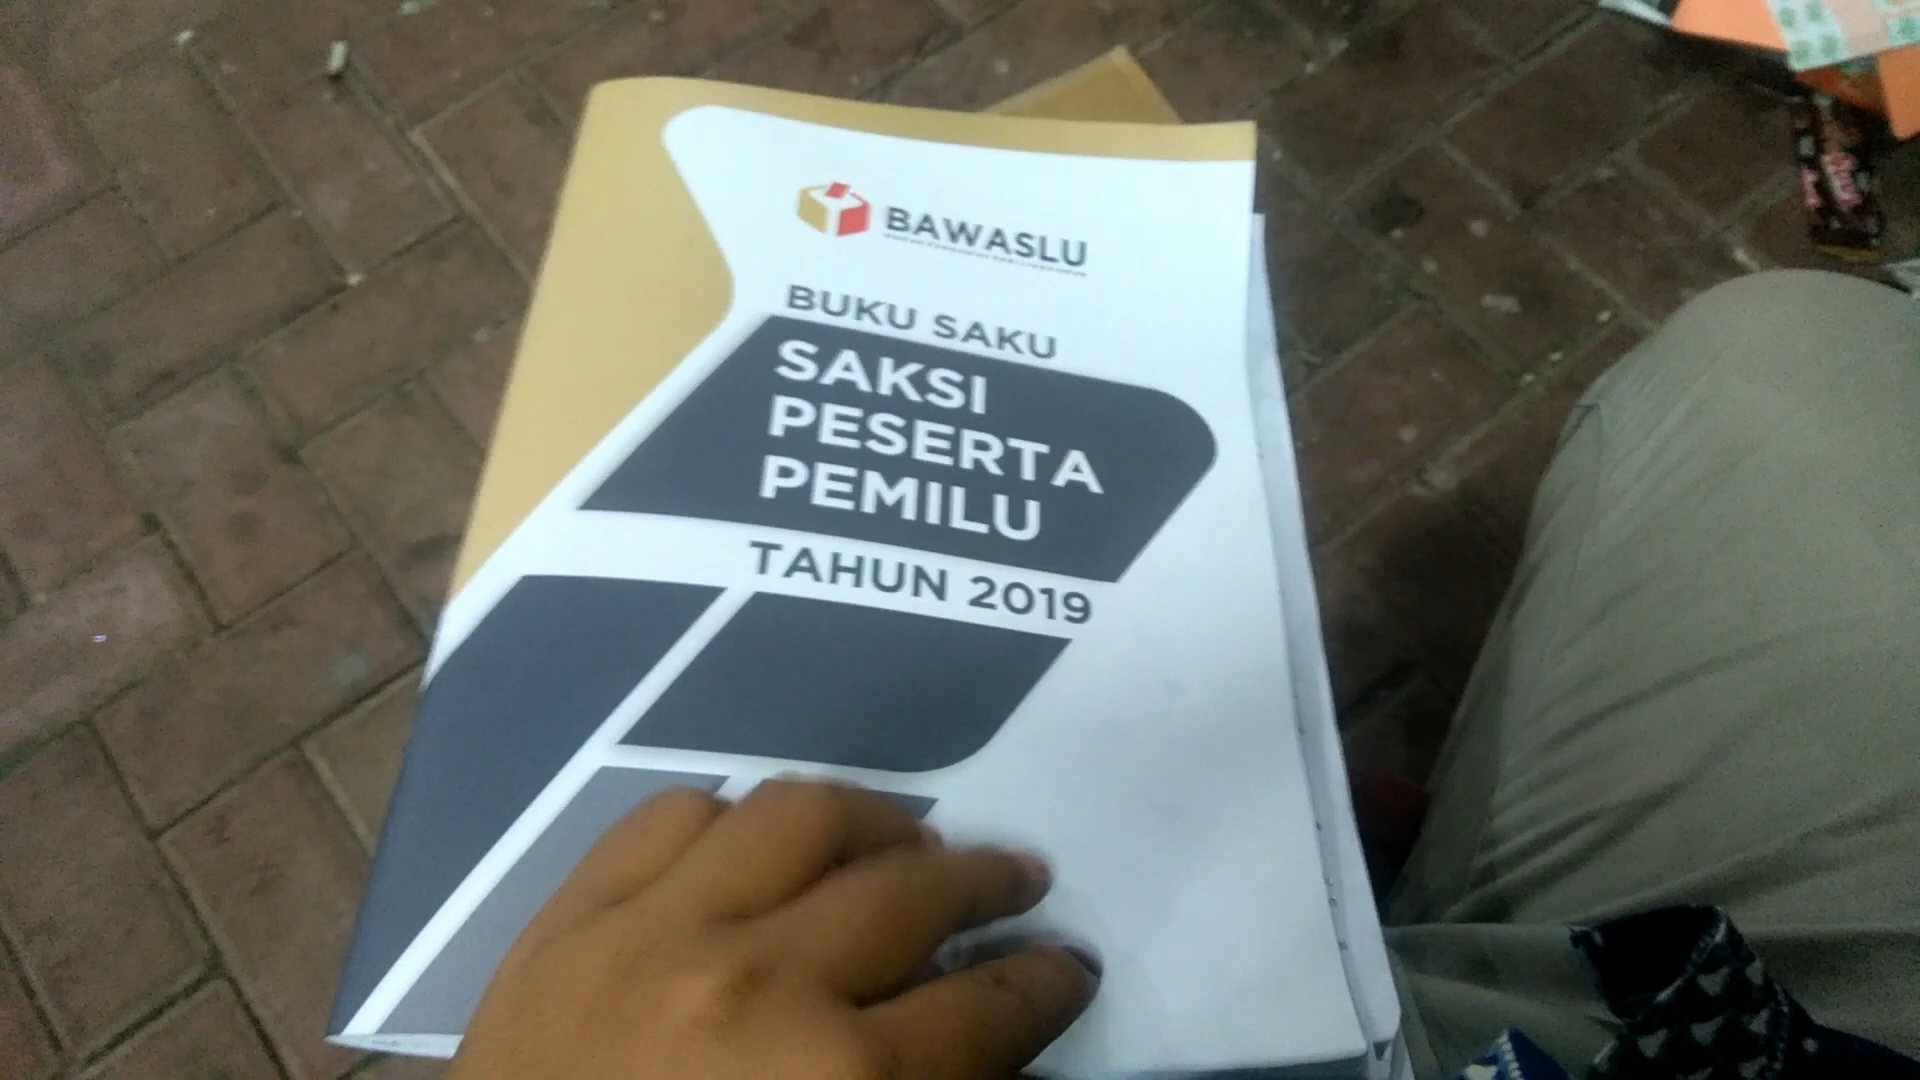 BAWASLU
BUKU SAKU
SAKSI
PESERTA
PEMILU
TAHUN 2019